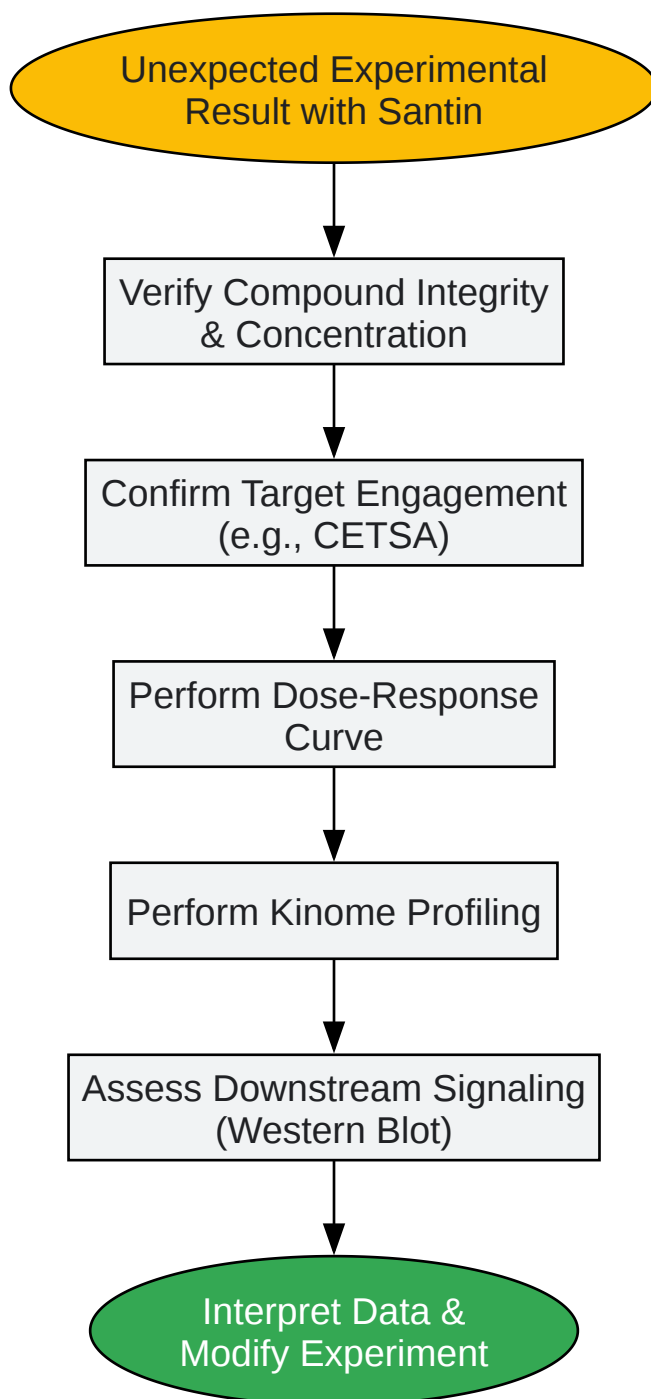 Unexpected Experimental
Result with Santin
Verify Compound Integrity
& Concentration
Confirm Target Engagement
(e.g., CETSA)
Perform Dose-Response
Curve
Perform Kinome Profiling
Assess Downstream Signaling
(Western Blot)
Interpret Data &
Modify Experiment